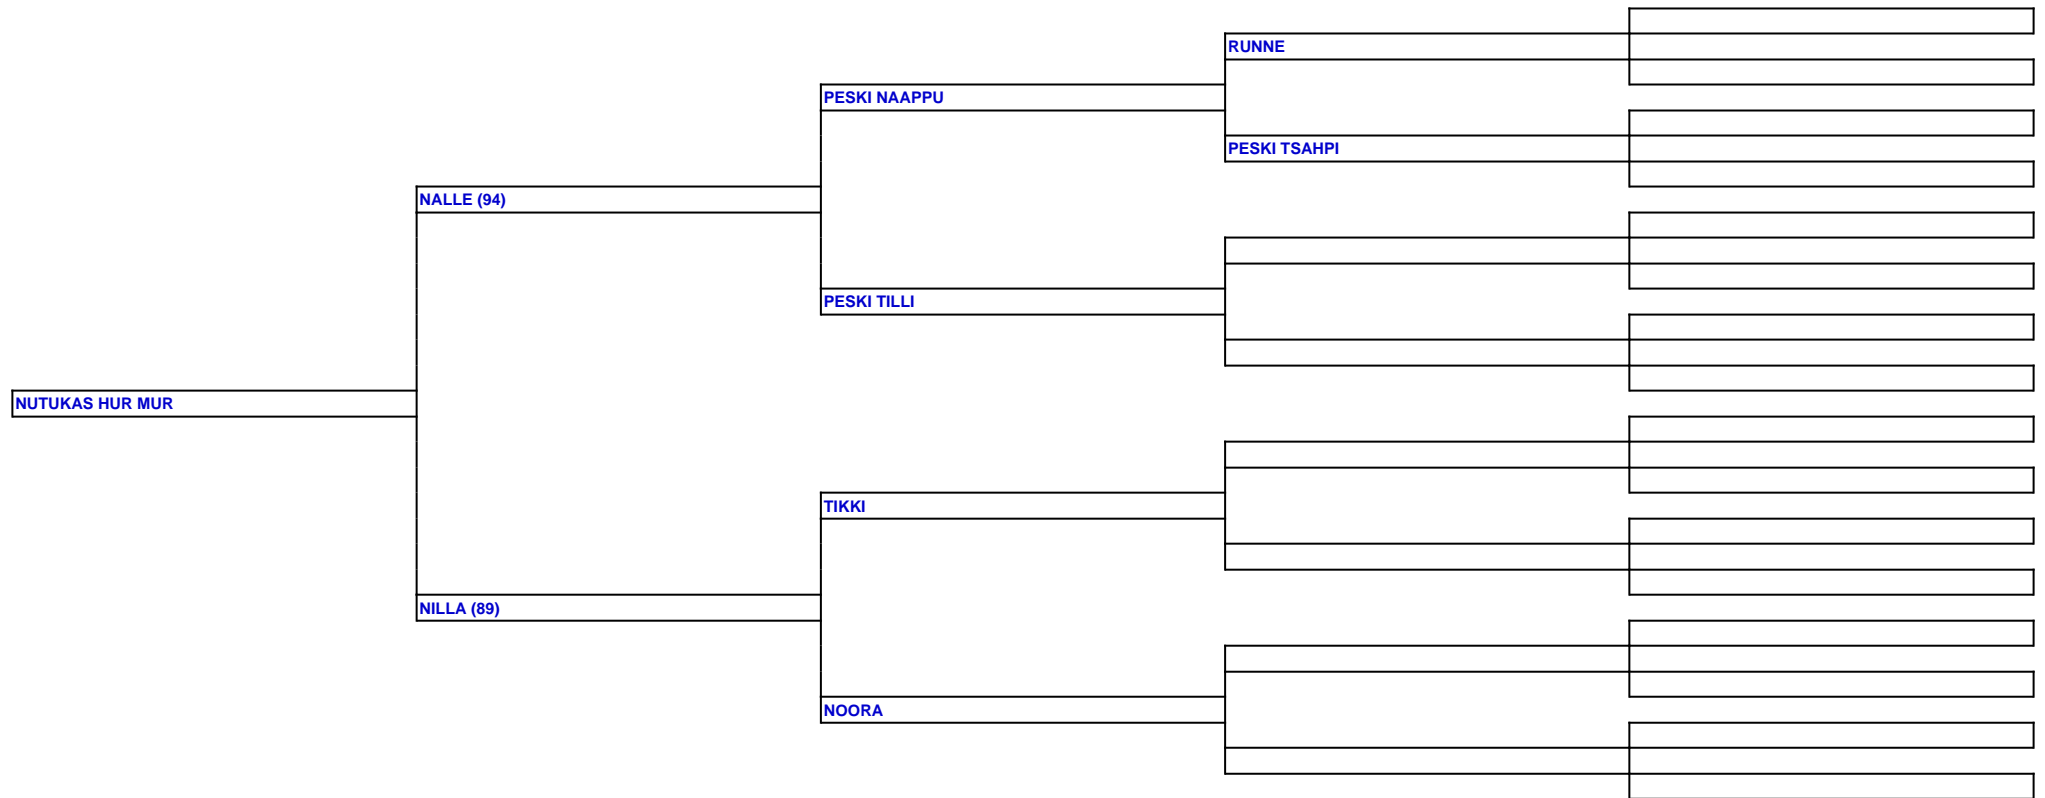 RUNNE
PESKI NAAPPU
PESKI TSAHPI
NALLE (94)
PESKI TILLI
NUTUKAS HUR MUR
TIKKI
NILLA (89)
NOORA